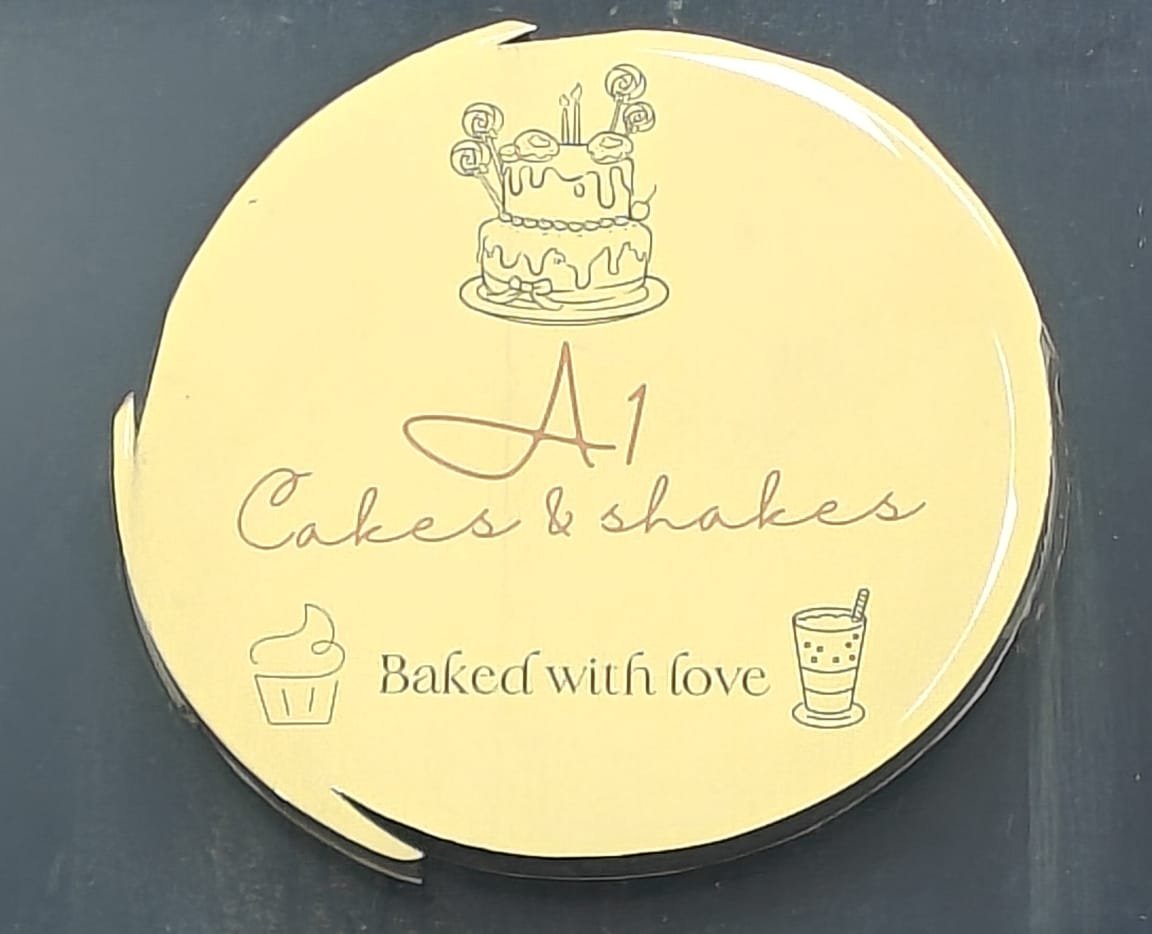 A1
Cakes & shakes
Baked with love